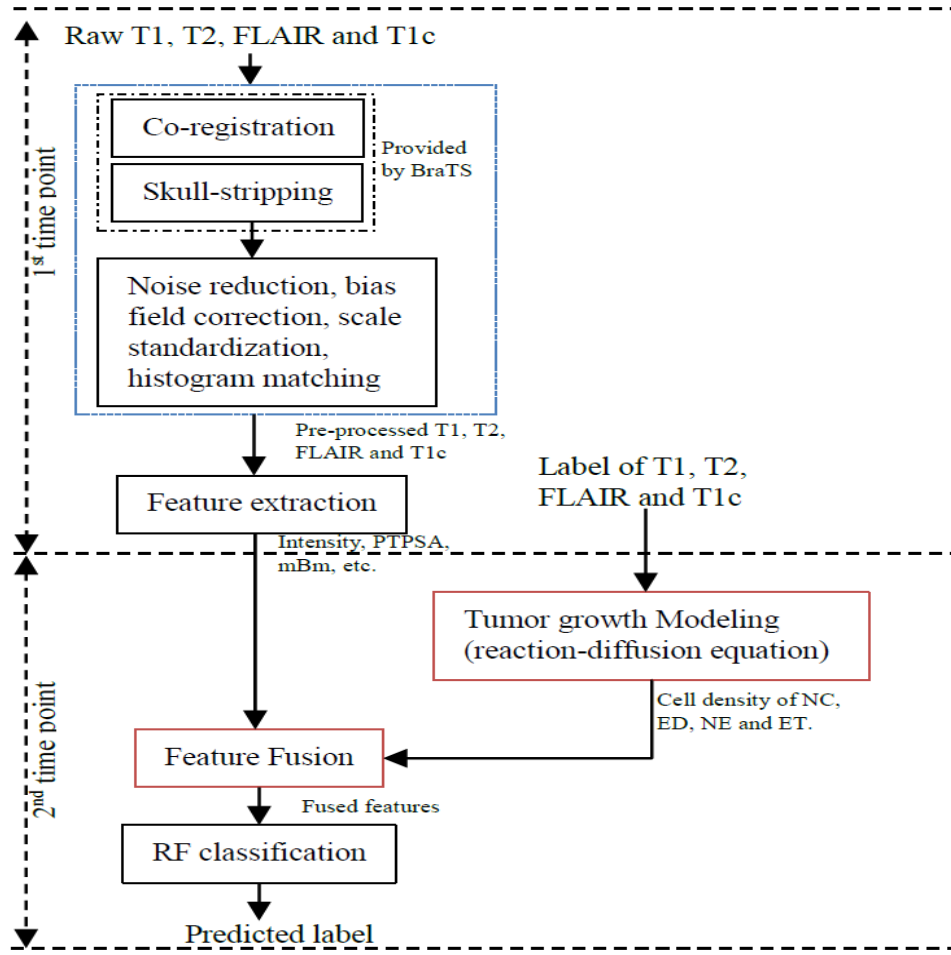 Raw T1, T2, FLAIR and T1c
Co-registration
Skull-stripping
Provided
by BraTS
Noise reduction, bias
field correction, scale
standardization,
histogram matching
1st time point
Pre-processed T1, T2,
FLAIR and T1c
Feature extraction
Intensity, PTPSA,
mBm, etc.
Label of T1, T2,
FLAIR and T1c
Tumor growth Modeling
(reaction-diffusion equation)
Cell density of NC,
ED, NE and ET.
2nd time point
Feature Fusion
Fused features
RF classification
Predicted label